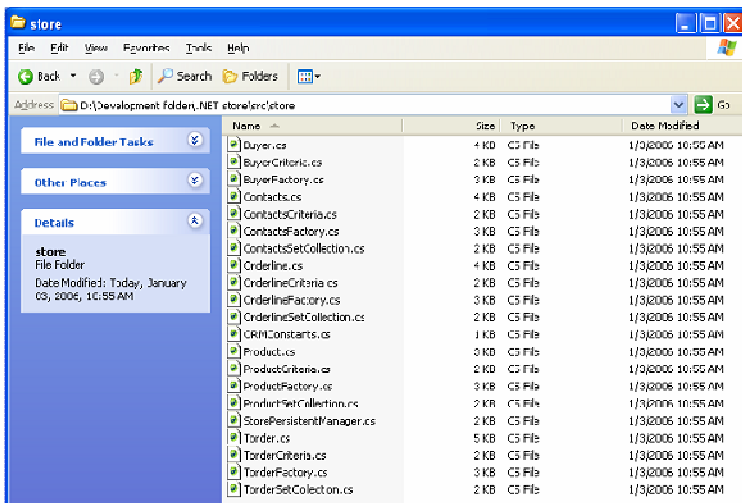 store
File Edit View Favorites Tools Help
Back Search Folders
Address D:\Development folder\.NET store\src\store Go
Name Size Type Date Modified
File and Folder Tasks
Other Places
Details
store
File Folder
Date Modified: Today, January
03, 2006, 10:55 AM
Buyer.cs 4 KB CS File 1/3/2006 10:55 AM
BuyerCriteria.cs 2 KB CS File 1/3/2006 10:55 AM
BuyerFactory.cs 3 KB CS File 1/3/2006 10:55 AM
Contacts.cs 4 KB CS File 1/3/2006 10:55 AM
ContactsCriteria.cs 2 KB CS File 1/3/2006 10:55 AM
ContactsFactory.cs 3 KB CS File 1/3/2006 10:55 AM
ContactsSetCollection.cs 2 KB CS File 1/3/2006 10:55 AM
Orderline.cs 4 KB CS File 1/3/2006 10:55 AM
OrderlineCriteria.cs 2 KB CS File 1/3/2006 10:55 AM
OrderlineFactory.cs 3 KB CS File 1/3/2006 10:55 AM
OrderlineSetCollection.cs 2 KB CS File 1/3/2006 10:55 AM
ORMConstants.cs 1 KB CS File 1/3/2006 10:55 AM
Product.cs 3 KB CS File 1/3/2006 10:55 AM
ProductCriteria.cs 2 KB CS File 1/3/2006 10:55 AM
ProductFactory.cs 3 KB CS File 1/3/2006 10:55 AM
ProductSetCollection.cs 2 KB CS File 1/3/2006 10:55 AM
StorePersistentManager.cs 2 KB CS File 1/3/2006 10:55 AM
Torder.cs 5 KB CS File 1/3/2006 10:55 AM
TorderCriteria.cs 2 KB CS File 1/3/2006 10:55 AM
TorderFactory.cs 3 KB CS File 1/3/2006 10:55 AM
TorderSetCollection.cs 2 KB CS File 1/3/2006 10:55 AM